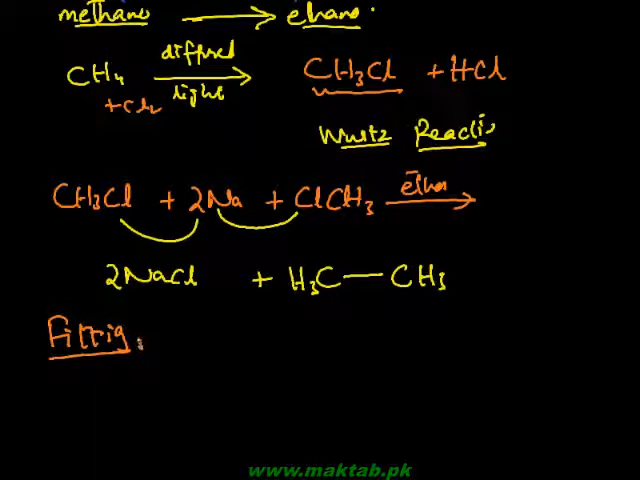 methane → ethane.
CH4 + Cl2 diffused light → CH3Cl + HCl
Wurtz Reactio
CH3Cl + 2Na + ClCH3 ether →
2NaCl + H3C — CH3
Fittig.
www.maktab.pk